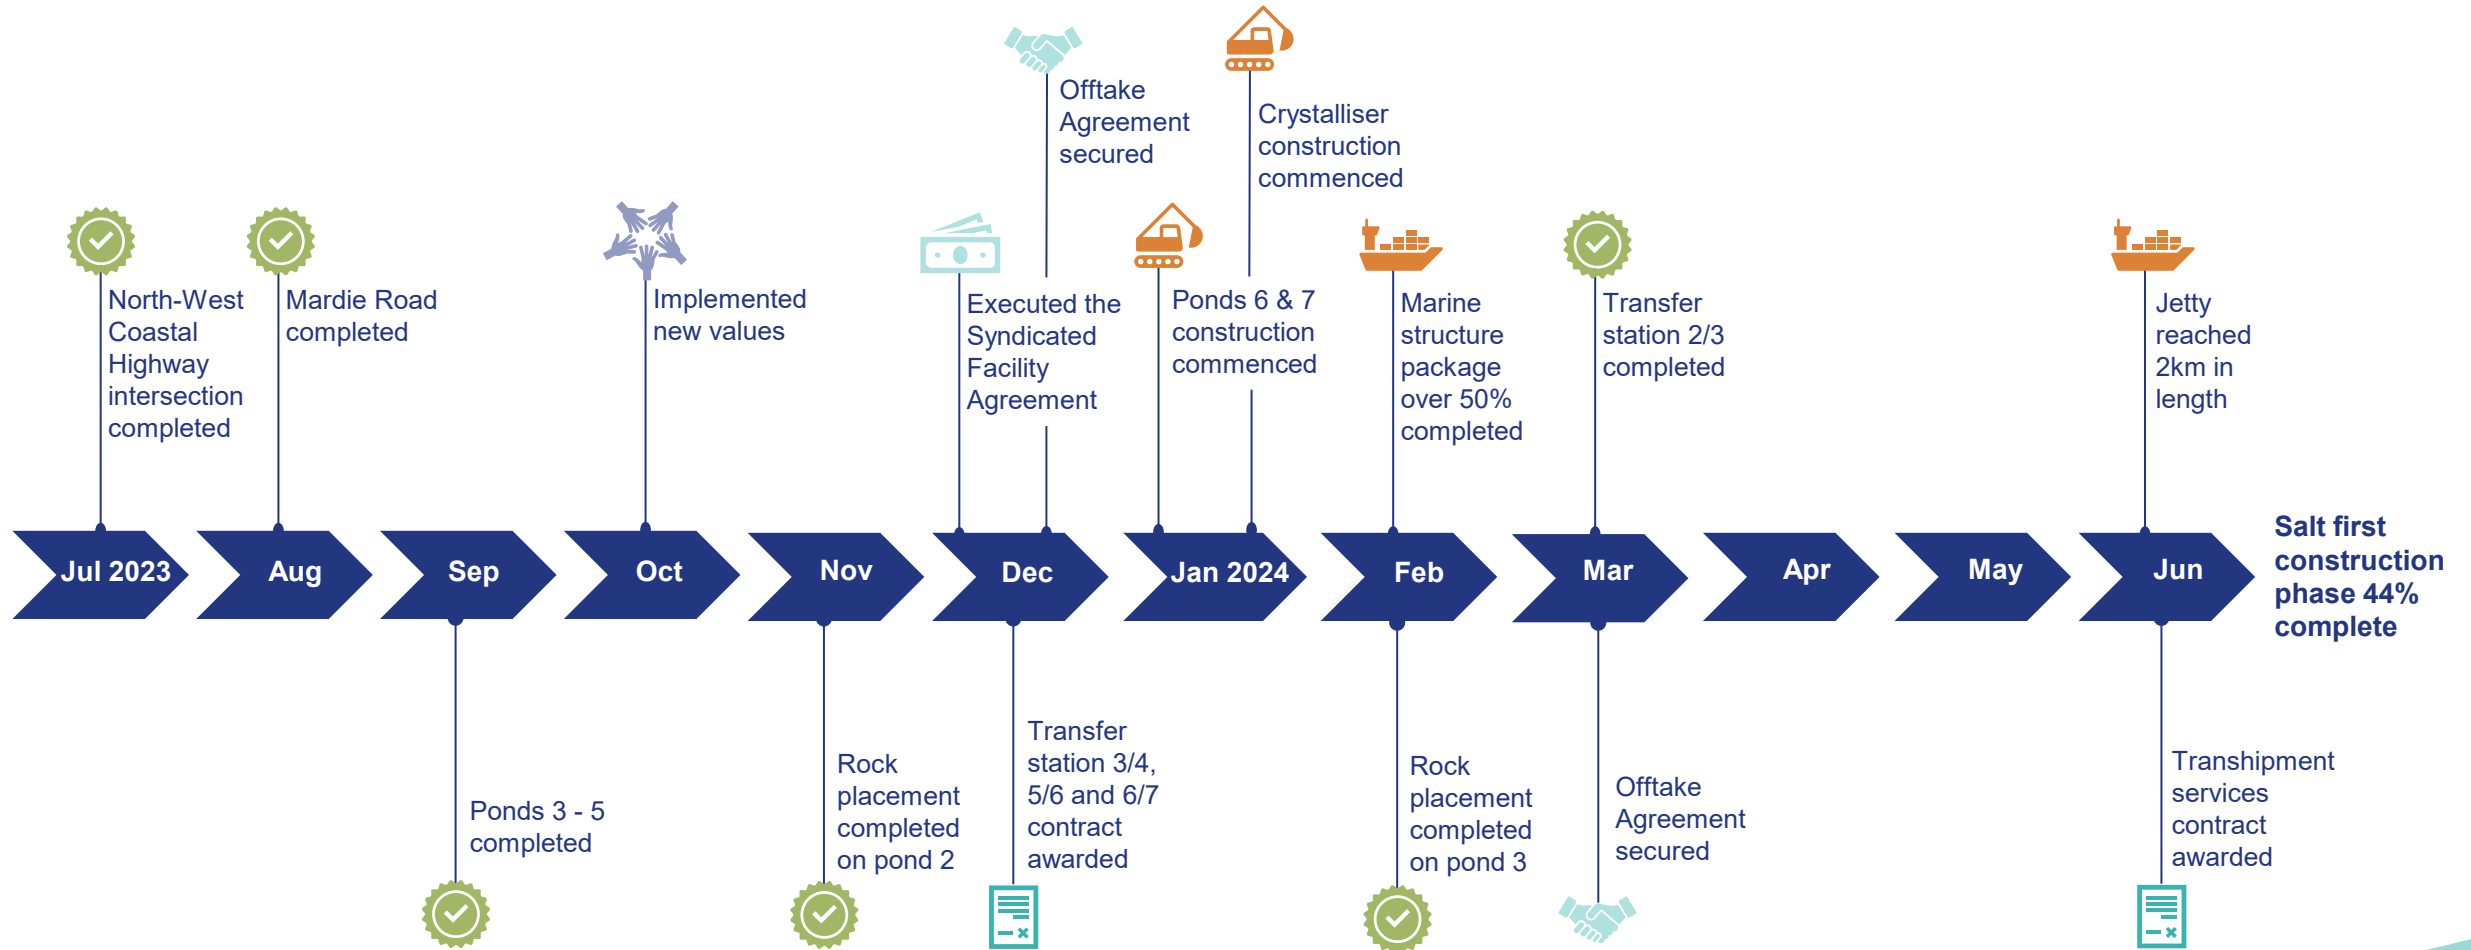 Offtake
Agreement
secured
Crystalliser
construction
commenced
North-West
Coastal
Highway
intersection
completed
Mardie Road
completed
Implemented
new values
Executed the
Syndicated
Facility
Agreement
Ponds 6 & 7
construction
commenced
Marine
structure
package
over 50%
completed
Transfer
station 2/3
completed
Jetty
reached
2km in
length
Jul 2023
Aug
Sep
Oct
Nov
Dec
Jan 2024
Feb
Mar
Apr
May
Jun
Salt first
construction
phase 44%
complete
Ponds 3 - 5
completed
Rock
placement
completed
on pond 2
Transfer
station 3/4,
5/6 and 6/7
contract
awarded
Rock
placement
completed
on pond 3
Offtake
Agreement
secured
Transhipment
services
contract
awarded